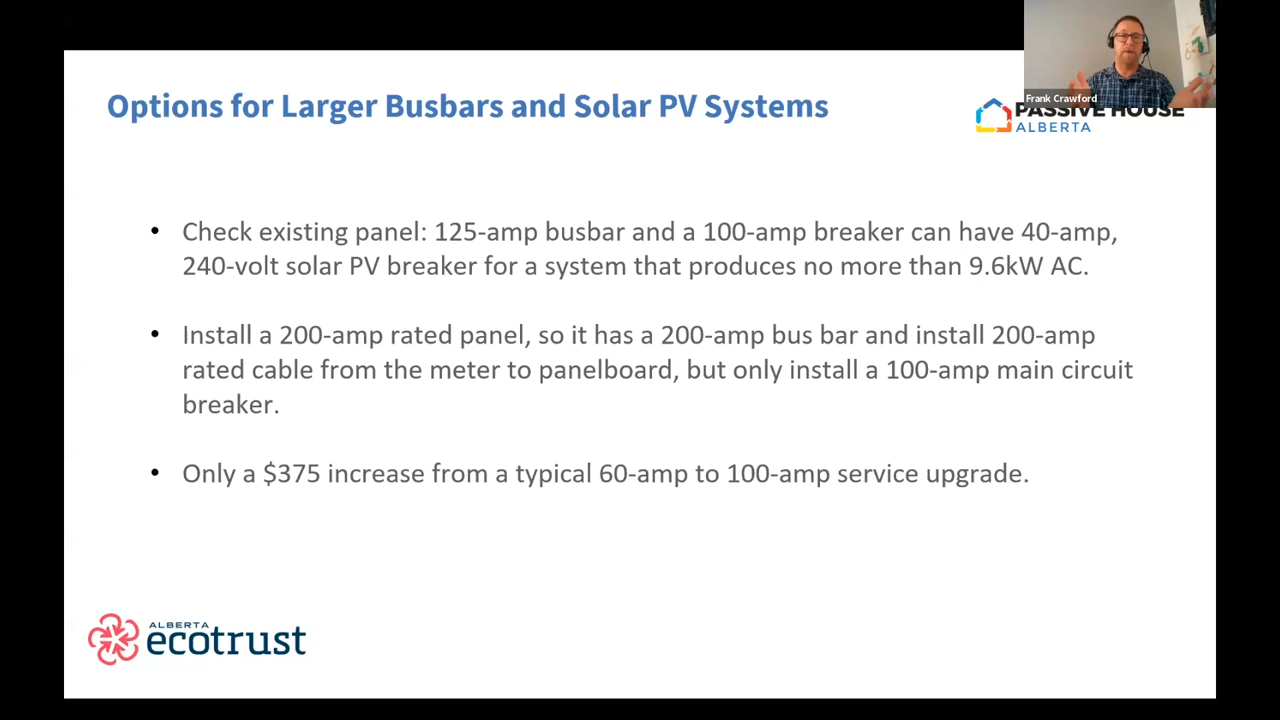 Options for Larger Busbars and Solar PV Systems
Frank Crawford
PASSIVE HOUSE
ALBERTA
• Check existing panel: 125-amp busbar and a 100-amp breaker can have 40-amp,
240-volt solar PV breaker for a system that produces no more than 9.6kW AC.
• Install a 200-amp rated panel, so it has a 200-amp bus bar and install 200-amp
rated cable from the meter to panelboard, but only install a 100-amp main circuit
breaker.
• Only a $375 increase from a typical 60-amp to 100-amp service upgrade.
ALBERTA
ecotrust